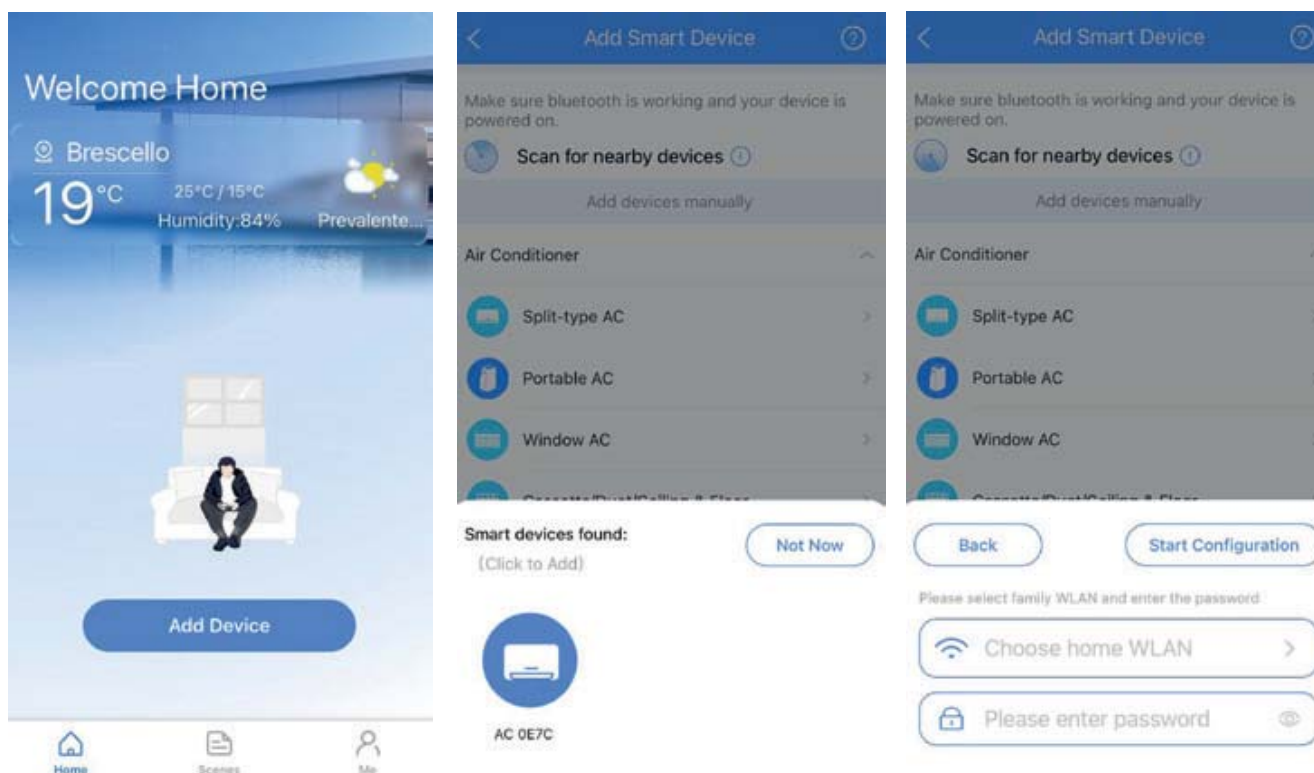 Welcome Home
Brescello
19°C
25°C / 15°C
Humidity:84%
Prevalente...
Add Device
Home
Scenes
Me
Add Smart Device
Make sure bluetooth is working and your device is
powered on.
Scan for nearby devices
Add devices manually
Air Conditioner
Split-type AC
Portable AC
Window AC
Smart devices found:
Not Now
(Click to Add)
AC 0E7C
Add Smart Device
Make sure bluetooth is working and your device is
powered on.
Scan for nearby devices
Add devices manually
Air Conditioner
Split-type AC
Portable AC
Window AC
Back
Start Configuration
Please select family WLAN and enter the password
Choose home WLAN
Please enter password